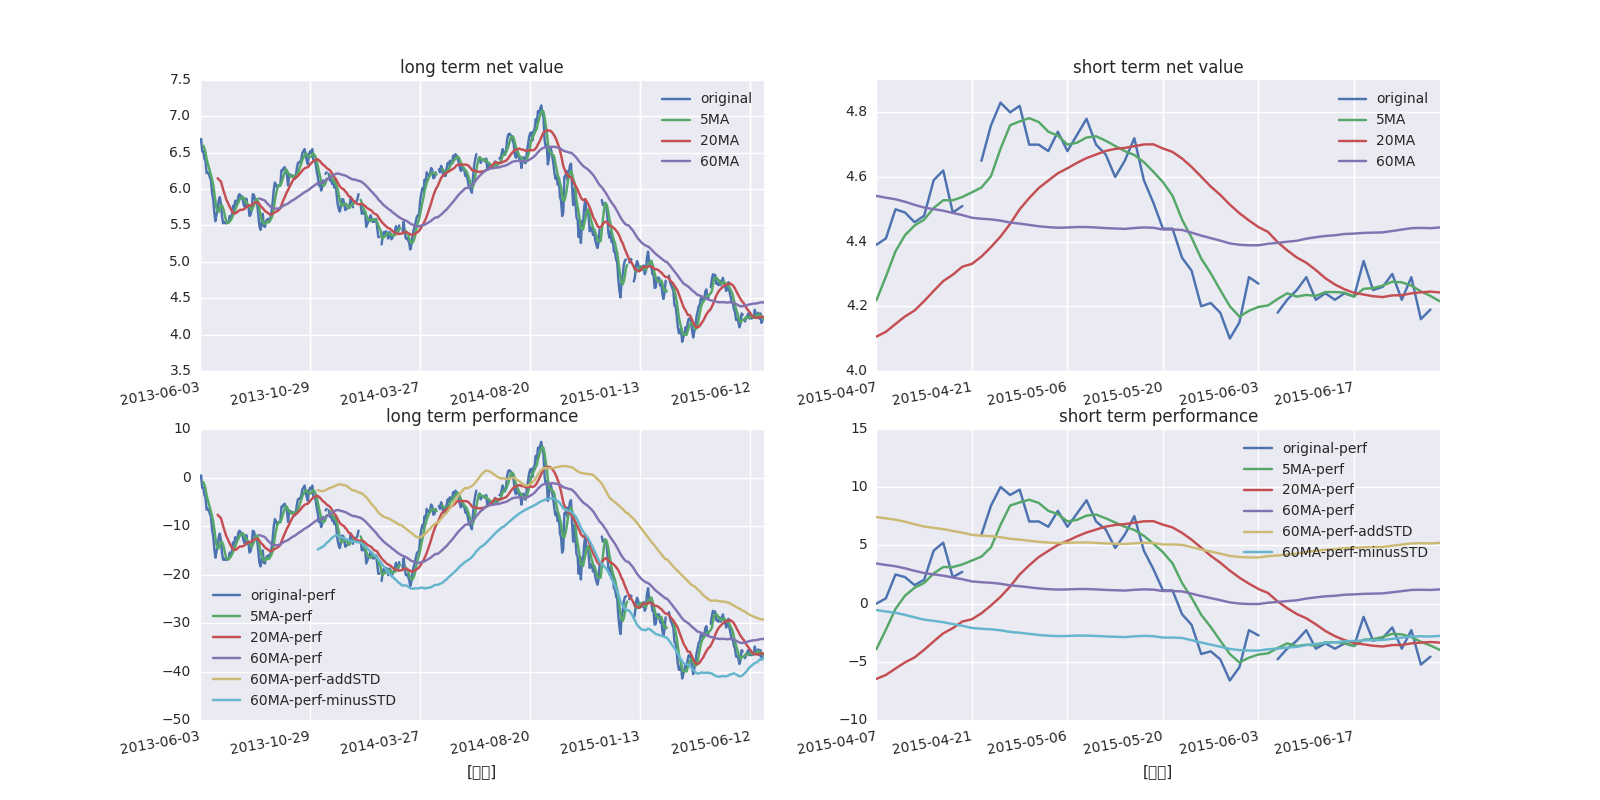 long term net value
7.5
7.0
6.5
6.0
5.5
5.0
4.5
4.0
3.5
original
5MA
20MA
60MA
2013-06-03
2013-10-29
2014-03-27
2014-08-20
2015-01-13
2015-06-12
short term net value
4.8
4.6
4.4
4.2
4.0
original
5MA
20MA
60MA
2015-04-07
2015-04-21
2015-05-06
2015-05-20
2015-06-03
2015-06-17
long term performance
10
0
−10
−20
−30
−40
−50
original-perf
5MA-perf
20MA-perf
60MA-perf
60MA-perf-addSTD
60MA-perf-minusSTD
2013-06-03
2013-10-29
2014-03-27
2014-08-20
2015-01-13
2015-06-12
[▯▯]
short term performance
15
10
5
0
−5
−10
original-perf
5MA-perf
20MA-perf
60MA-perf
60MA-perf-addSTD
60MA-perf-minusSTD
2015-04-07
2015-04-21
2015-05-06
2015-05-20
2015-06-03
2015-06-17
[▯▯]